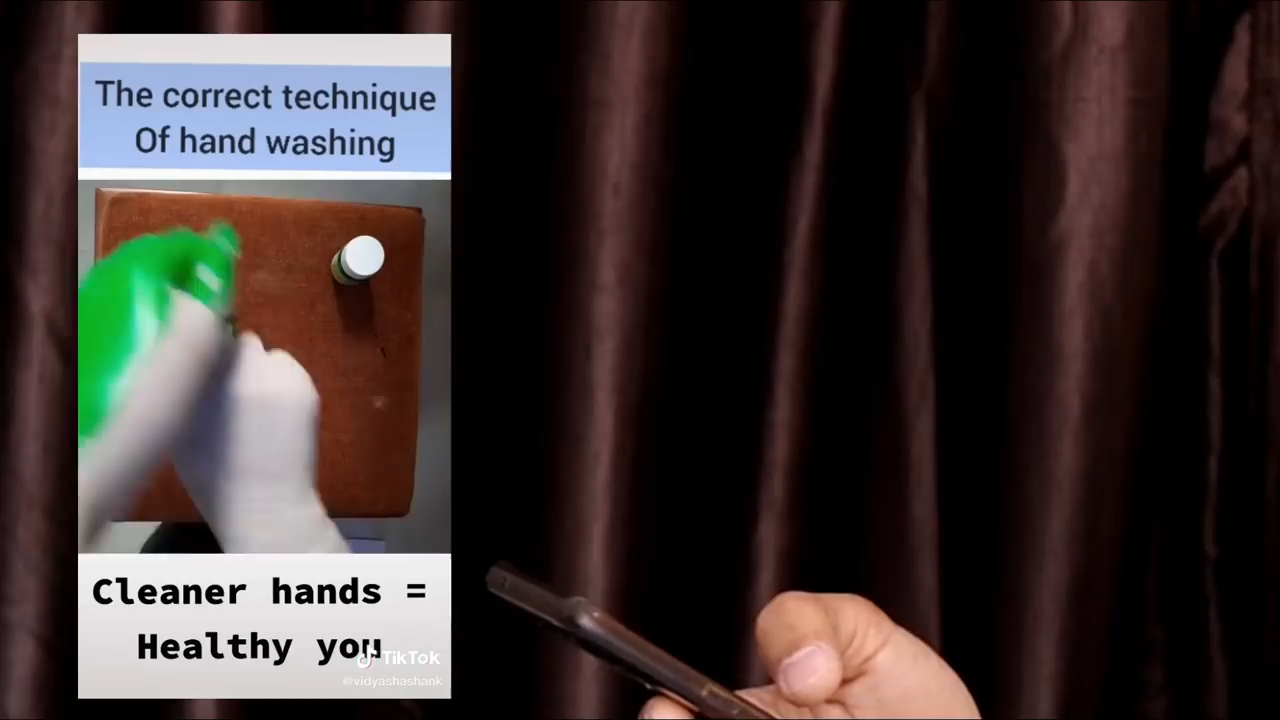 The correct technique
Of hand washing
Cleaner hands =
Healthy you
TikTok
@vidyashashank